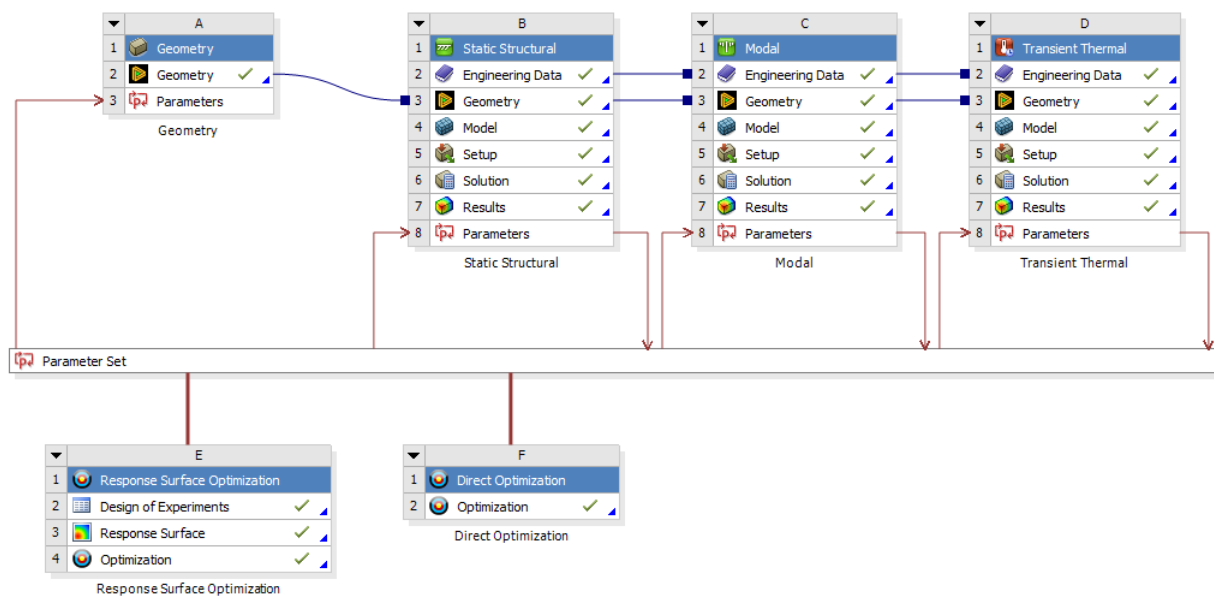 A
1 Geometry
2 Geometry
3 Parameters
Geometry
B
1 Static Structural
2 Engineering Data
3 Geometry
4 Model
5 Setup
6 Solution
7 Results
8 Parameters
Static Structural
C
1 Modal
2 Engineering Data
3 Geometry
4 Model
5 Setup
6 Solution
7 Results
8 Parameters
Modal
D
1 Transient Thermal
2 Engineering Data
3 Geometry
4 Model
5 Setup
6 Solution
7 Results
8 Parameters
Transient Thermal
Parameter Set
E
1 Response Surface Optimization
2 Design of Experiments
3 Response Surface
4 Optimization
Response Surface Optimization
F
1 Direct Optimization
2 Optimization
Direct Optimization